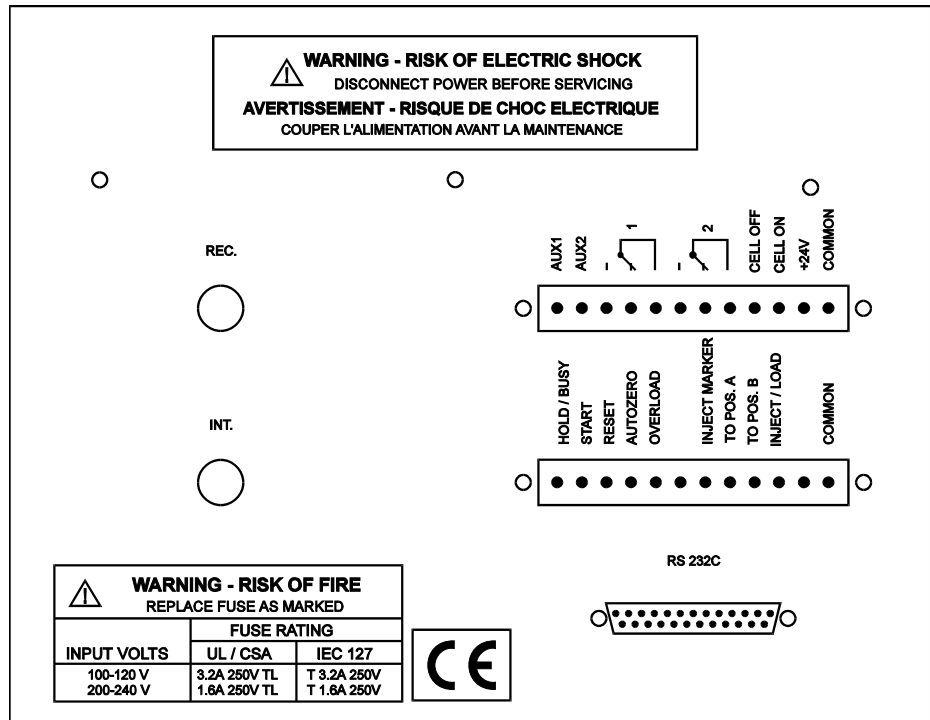 WARNING - RISK OF ELECTRIC SHOCK
DISCONNECT POWER BEFORE SERVICING
AVERTISSEMENT - RISQUE DE CHOC ELECTRIQUE
COUPER L'ALIMENTATION AVANT LA MAINTENANCE
REC.
AUX1
AUX2
-
1
-
2
CELL OFF
CELL ON
+24V
COMMON
INT.
HOLD / BUSY
START
RESET
AUTOZERO
OVERLOAD
INJECT MARKER
TO POS. A
TO POS. B
INJECT / LOAD
COMMON
RS 232C
WARNING - RISK OF FIRE
REPLACE FUSE AS MARKED
FUSE RATING
INPUT VOLTS UL / CSA IEC 127
100-120 V 3.2A 250V TL T 3.2A 250V
200-240 V 1.6A 250V TL T 1.6A 250V
CE